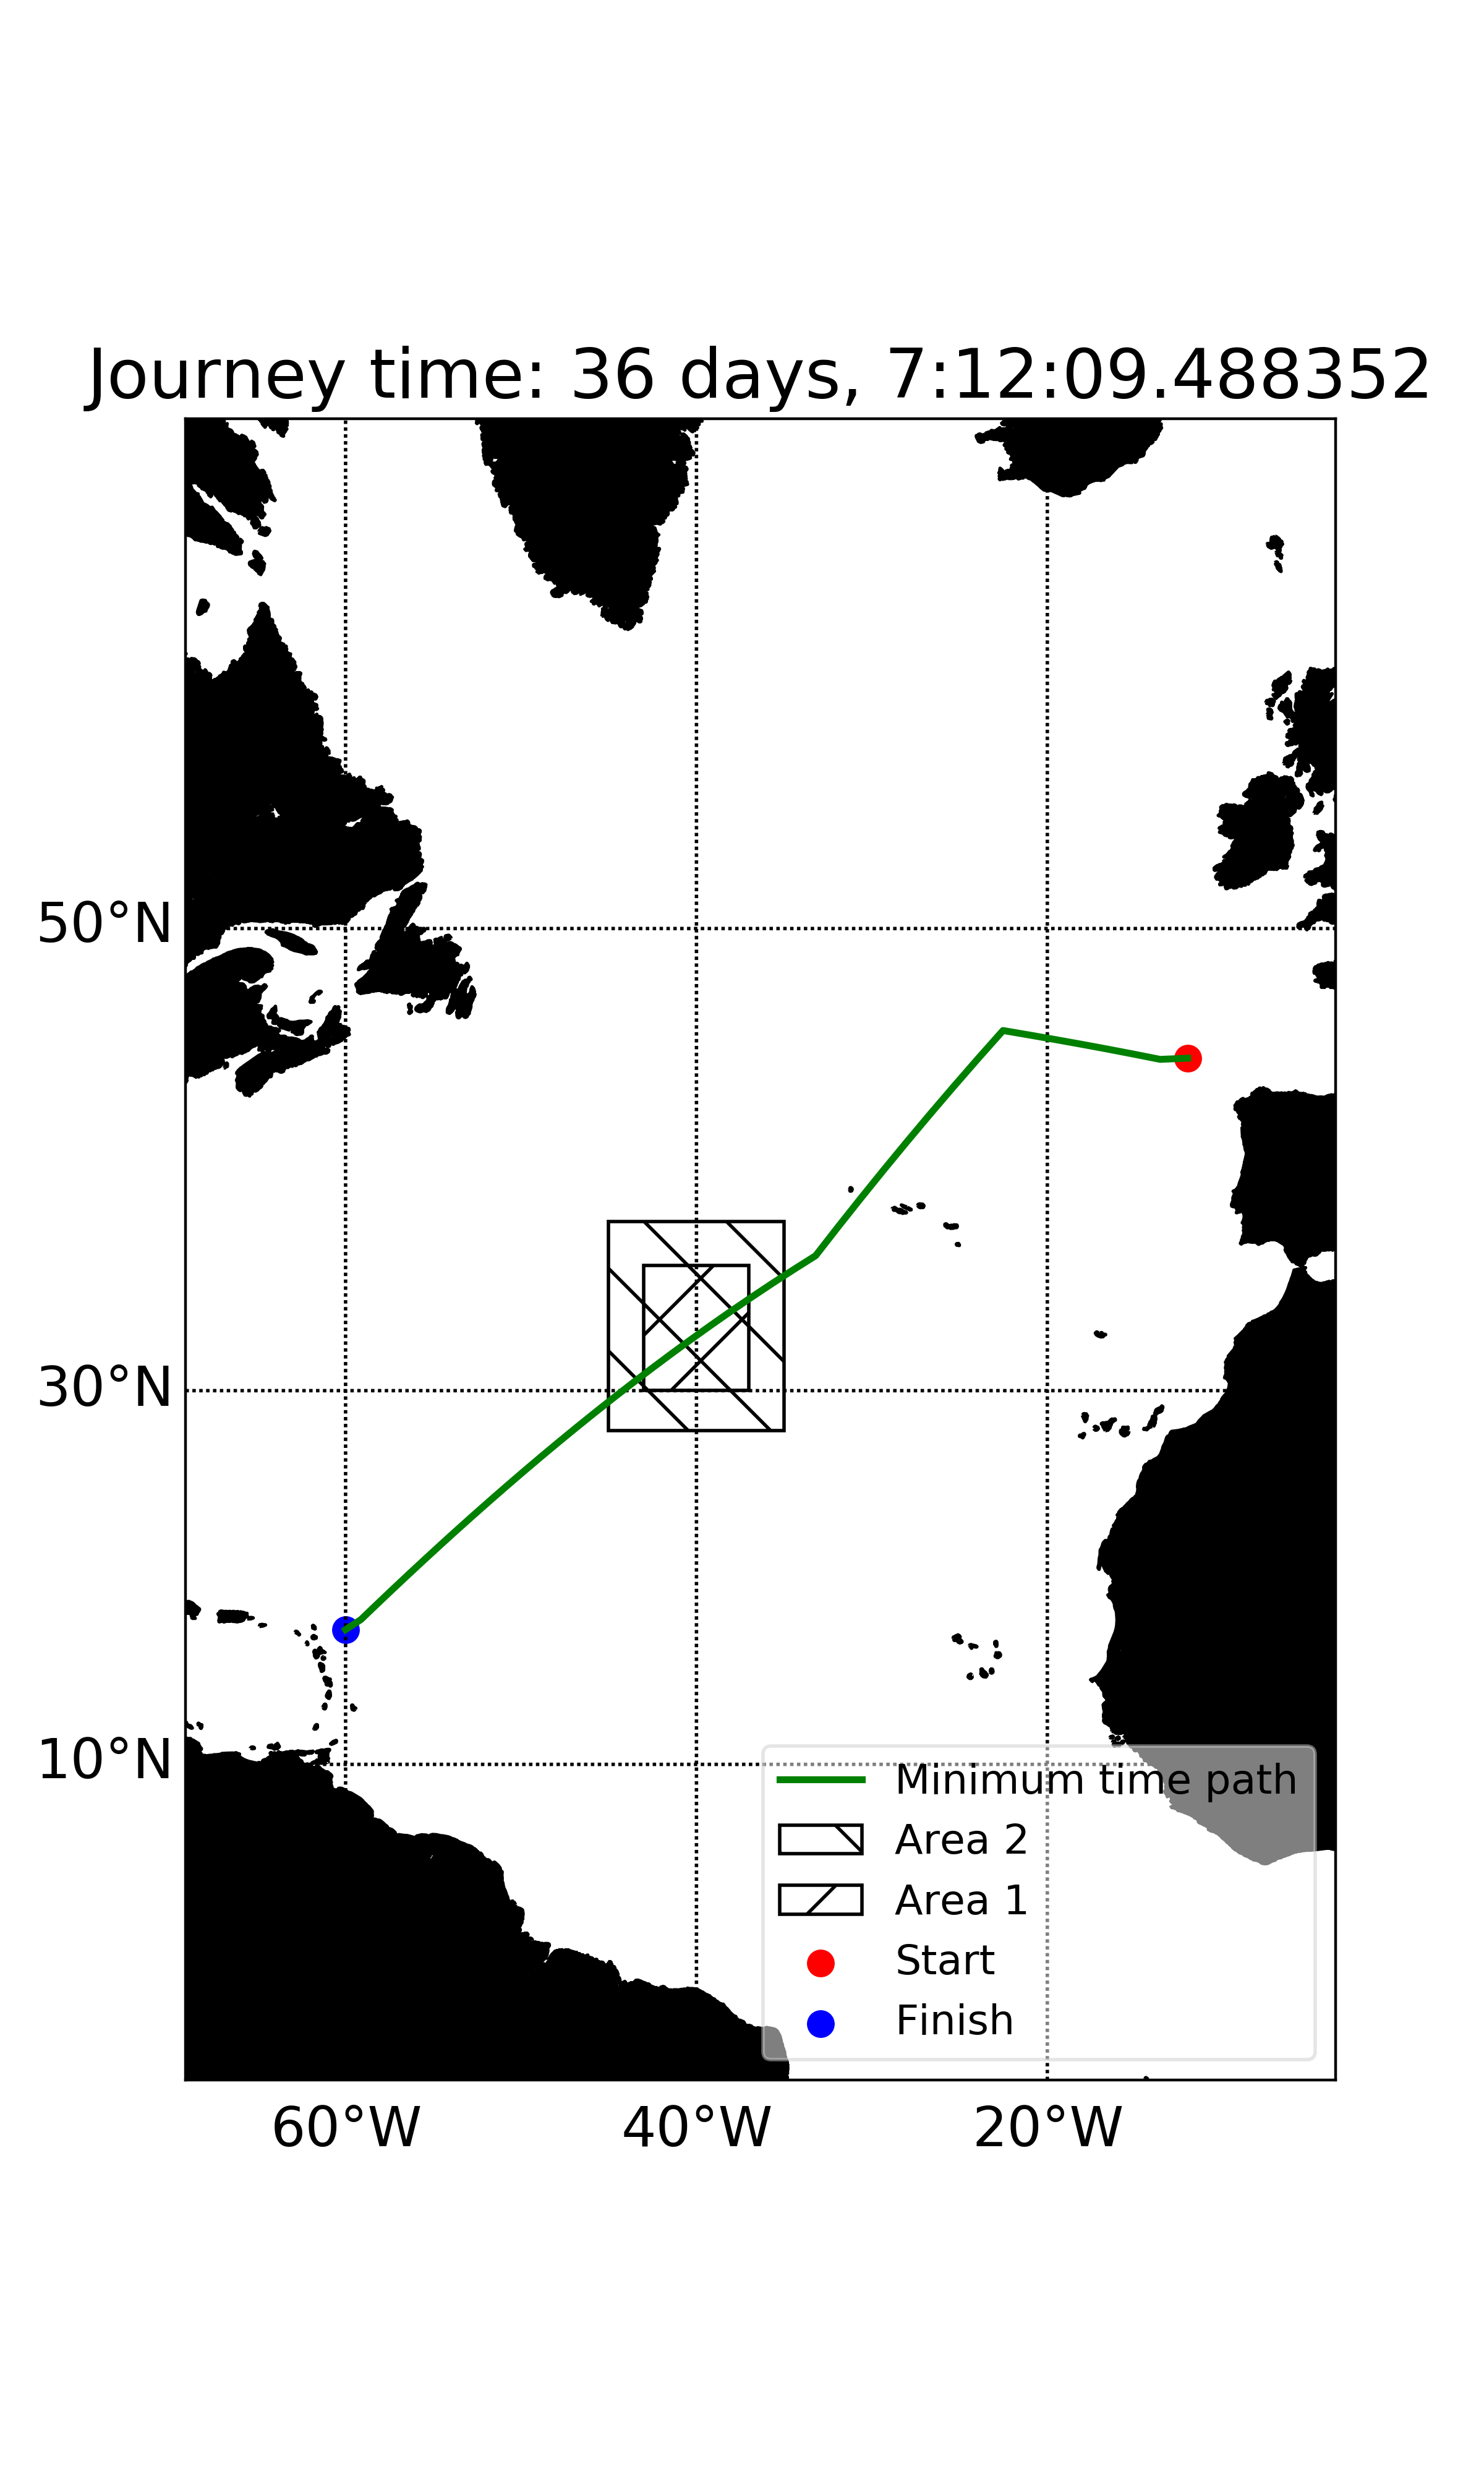 Journey time: 36 days, 7:12:09.488352
50°N
30°N
10°N
Minimum time path
Area 2
Area 1
Start
Finish
60°W
40°W
20°W